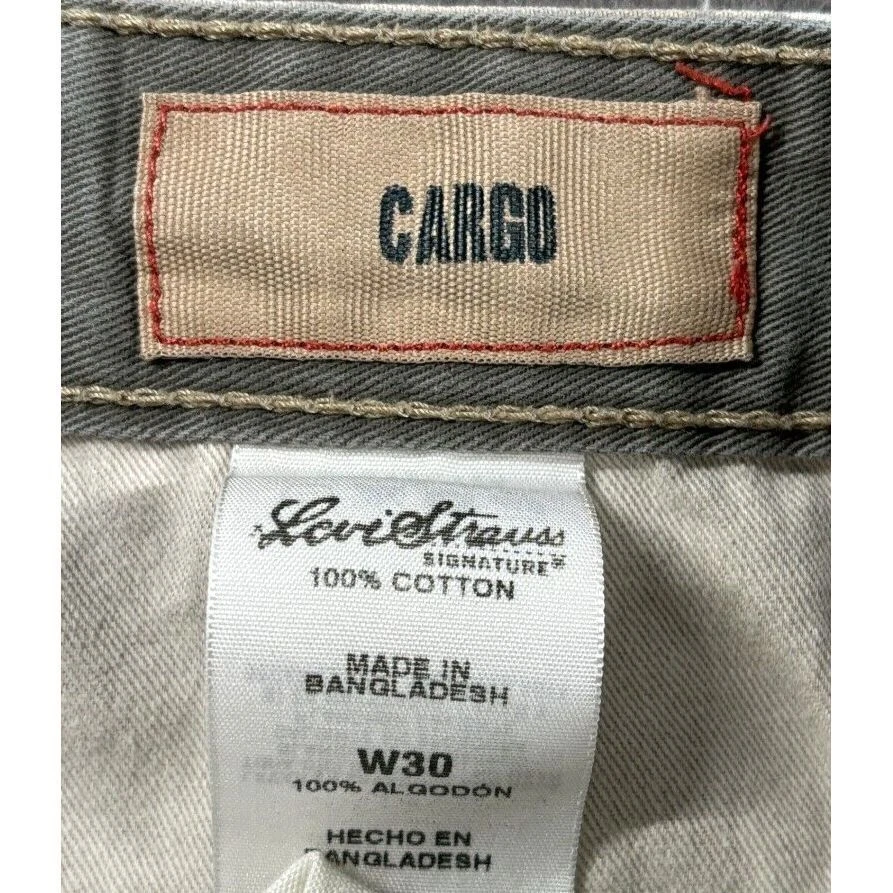 CARGO
Levi Strauss
SIGNATURE
100% COTTON
MADE IN
BANGLADESH
W30
100% ALGODÓN
HECHO EN
BANGLADESH